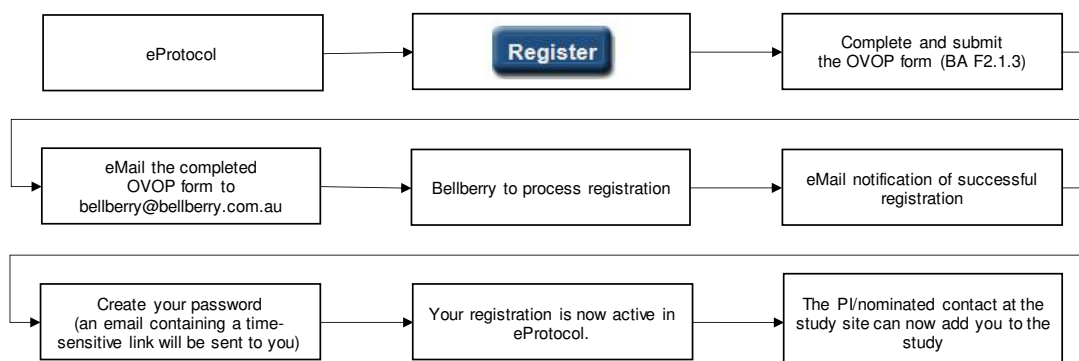 eProtocol
Register
Complete and submit
the OVOP form (BA F2.1.3)
eMail the completed
OVOP form to
bellberry@bellberry.com.au
Bellberry to process registration
eMail notification of successful
registration
Create your password
(an email containing a time-
sensitive link will be sent to you)
Your registration is now active in
eProtocol.
The PI/nominated contact at the
study site can now add you to the
study